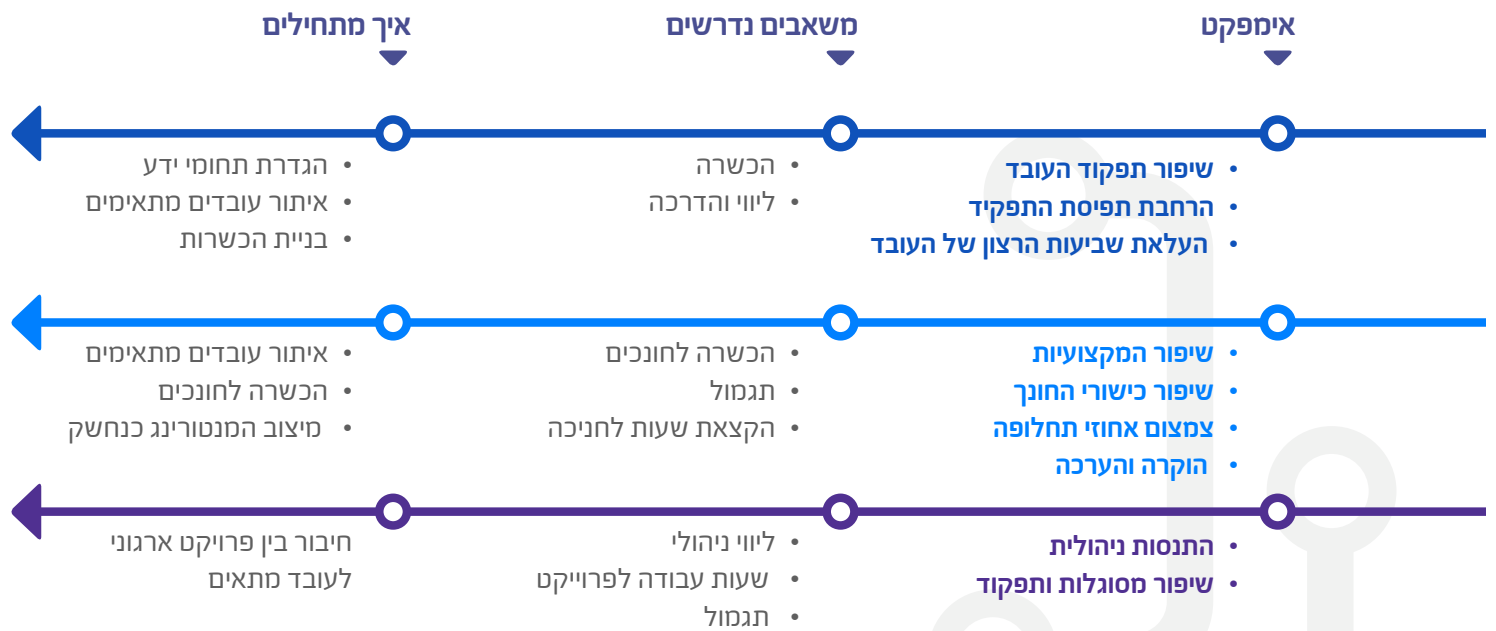 אימפקט
משאבים נדרשים
איך מתחילים
• שיפור תפקוד העובד
• הרחבת תפיסת התפקיד
• העלאת שביעות הרצון של העובד
• הכשרה
• ליווי והדרכה
• הגדרת תחומי ידע
• איתור עובדים מתאימים
• בניית הכשרות
• שיפור המקצועיות
• שיפור כישורי החונך
• צמצום אחוזי תחלופה
• הוקרה והערכה
• הכשרה לחונכים
• תגמול
• הקצאת שעות לחניכה
• איתור עובדים מתאימים
• הכשרה לחונכים
• מיצוב המנטורינג כנחשק
• התנסות ניהולית
• שיפור מסוגלות ותפקוד
• ליווי ניהולי
• שעות עבודה לפרוייקט
• תגמול
חיבור בין פרויקט ארגוני
לעובד מתאים